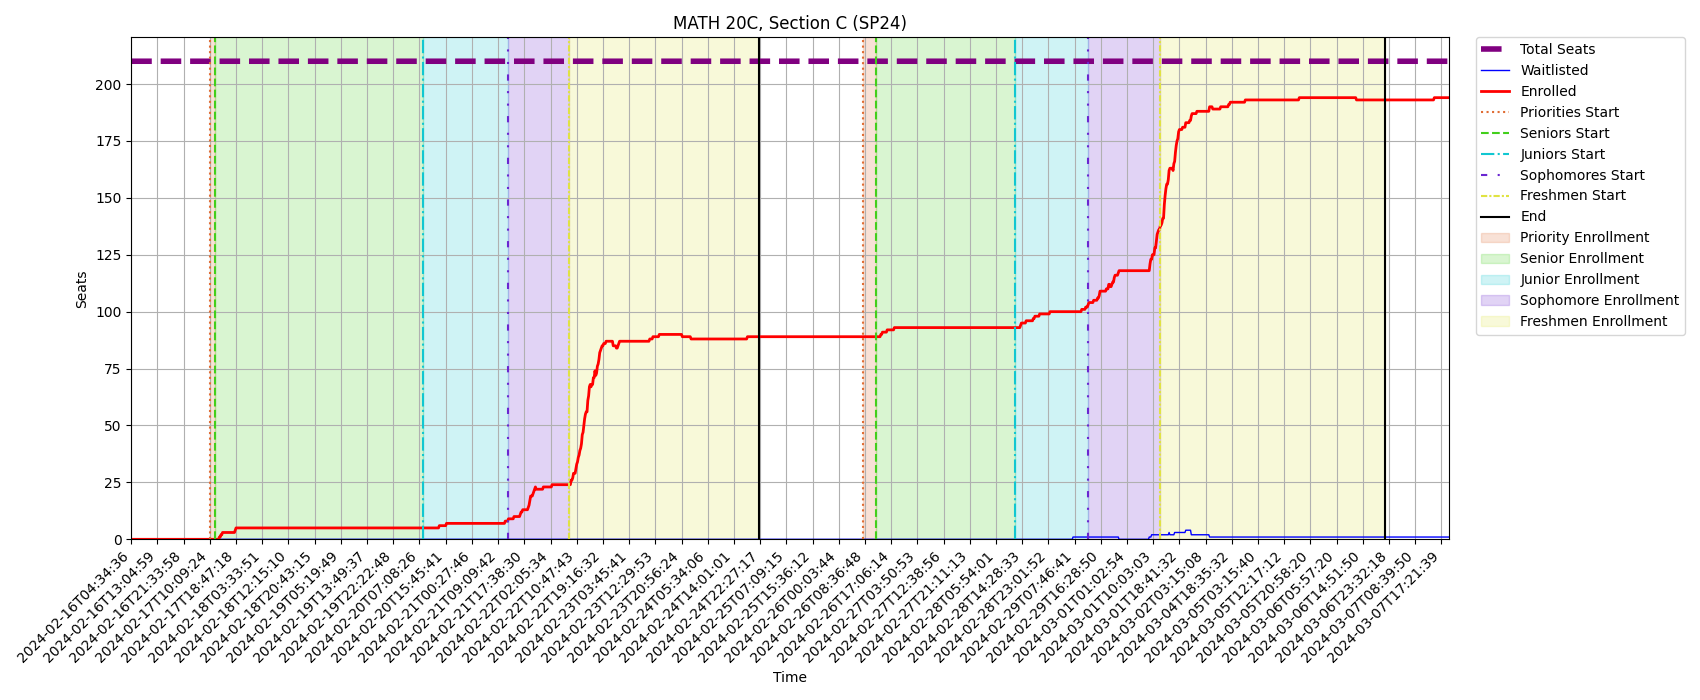 MATH 20C, Section C (SP24)
Seats
200
175
150
125
100
75
50
25
0
2024-02-16T04:34:36
2024-02-16T13:04:59
2024-02-16T21:33:58
2024-02-17T10:09:24
2024-02-17T18:47:18
2024-02-18T03:33:51
2024-02-18T12:15:10
2024-02-18T20:43:15
2024-02-19T05:19:49
2024-02-19T13:49:37
2024-02-19T22:22:48
2024-02-20T07:08:26
2024-02-20T15:45:41
2024-02-21T00:27:46
2024-02-21T09:09:42
2024-02-21T17:38:30
2024-02-22T02:05:34
2024-02-22T10:47:43
2024-02-22T19:16:32
2024-02-23T03:45:41
2024-02-23T12:29:53
2024-02-23T20:56:24
2024-02-24T05:34:06
2024-02-24T14:01:01
2024-02-24T22:27:17
2024-02-25T07:09:15
2024-02-25T15:36:12
2024-02-26T00:03:44
2024-02-26T08:36:48
2024-02-26T17:06:14
2024-02-27T03:50:53
2024-02-27T12:38:56
2024-02-27T21:11:13
2024-02-28T05:54:01
2024-02-28T14:28:33
2024-02-28T23:01:52
2024-02-29T07:46:41
2024-02-29T16:28:50
2024-03-01T01:02:54
2024-03-01T10:03:03
2024-03-01T18:41:32
2024-03-02T03:15:08
2024-03-04T18:35:32
2024-03-05T03:15:40
2024-03-05T12:17:12
2024-03-05T20:58:20
2024-03-06T05:57:20
2024-03-06T14:51:50
2024-03-06T23:32:18
2024-03-07T08:39:50
2024-03-07T17:21:39
Time
Total Seats
Waitlisted
Enrolled
Priorities Start
Seniors Start
Juniors Start
Sophomores Start
Freshmen Start
End
Priority Enrollment
Senior Enrollment
Junior Enrollment
Sophomore Enrollment
Freshmen Enrollment